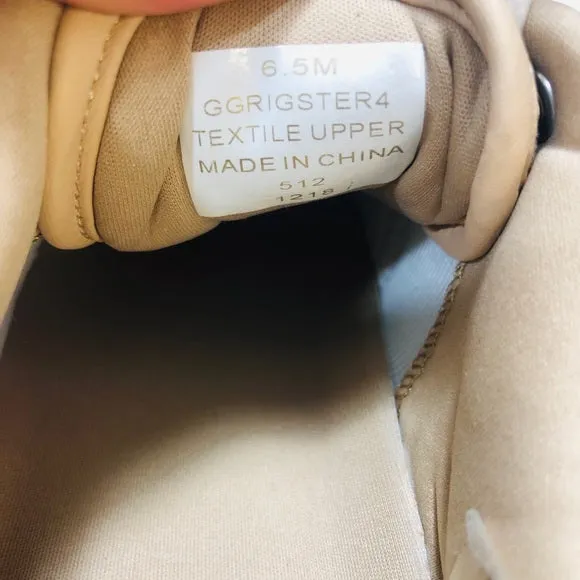 6.5M
GGRIGSTER4
TEXTILE UPPER
MADE IN CHINA
512
1218